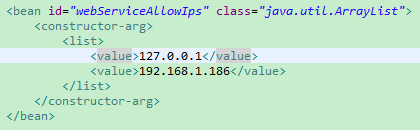 <bean id="webServiceAllowIps" class="java.util.ArrayList">
<constructor-arg>
<list>
<value>127.0.0.1</value>
<value>192.168.1.186</value>
</list>
</constructor-arg>
</bean>